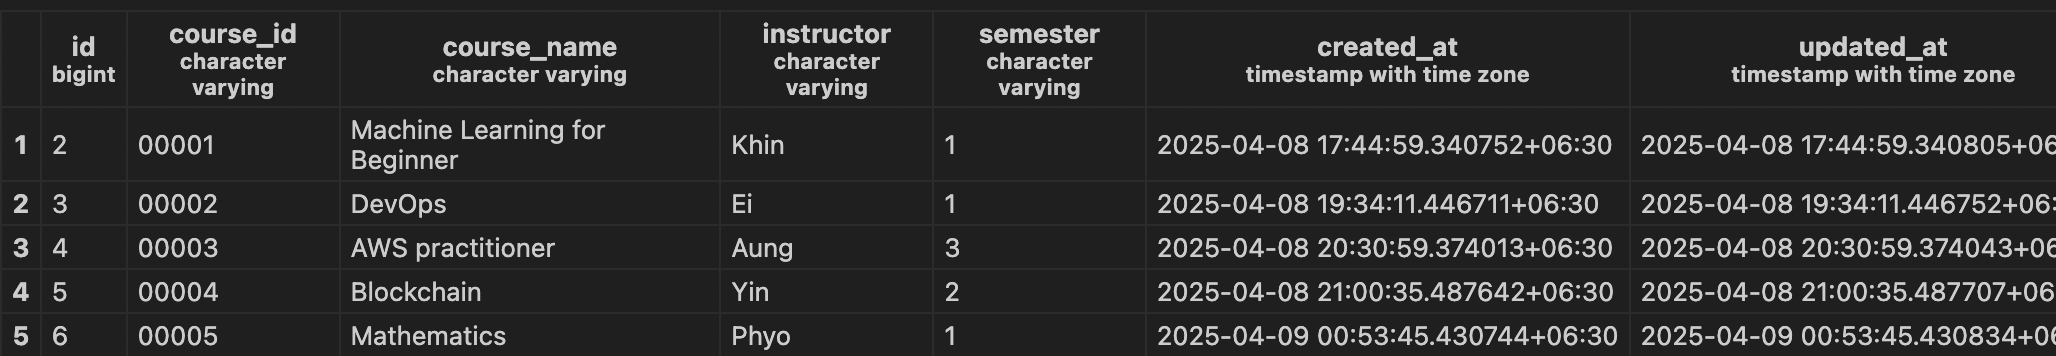 id course_id course_name instructor semester created_at updated_at
bigint character varying character varying character varying character varying timestamp with time zone timestamp with time zone
1 2 00001 Machine Learning for Beginner Khin 1 2025-04-08 17:44:59.340752+06:30 2025-04-08 17:44:59.340805+06
2 3 00002 DevOps Ei 1 2025-04-08 19:34:11.446711+06:30 2025-04-08 19:34:11.446752+06:
3 4 00003 AWS practitioner Aung 3 2025-04-08 20:30:59.374013+06:30 2025-04-08 20:30:59.374043+06
4 5 00004 Blockchain Yin 2 2025-04-08 21:00:35.487642+06:30 2025-04-08 21:00:35.487707+06
5 6 00005 Mathematics Phyo 1 2025-04-09 00:53:45.430744+06:30 2025-04-09 00:53:45.430834+06